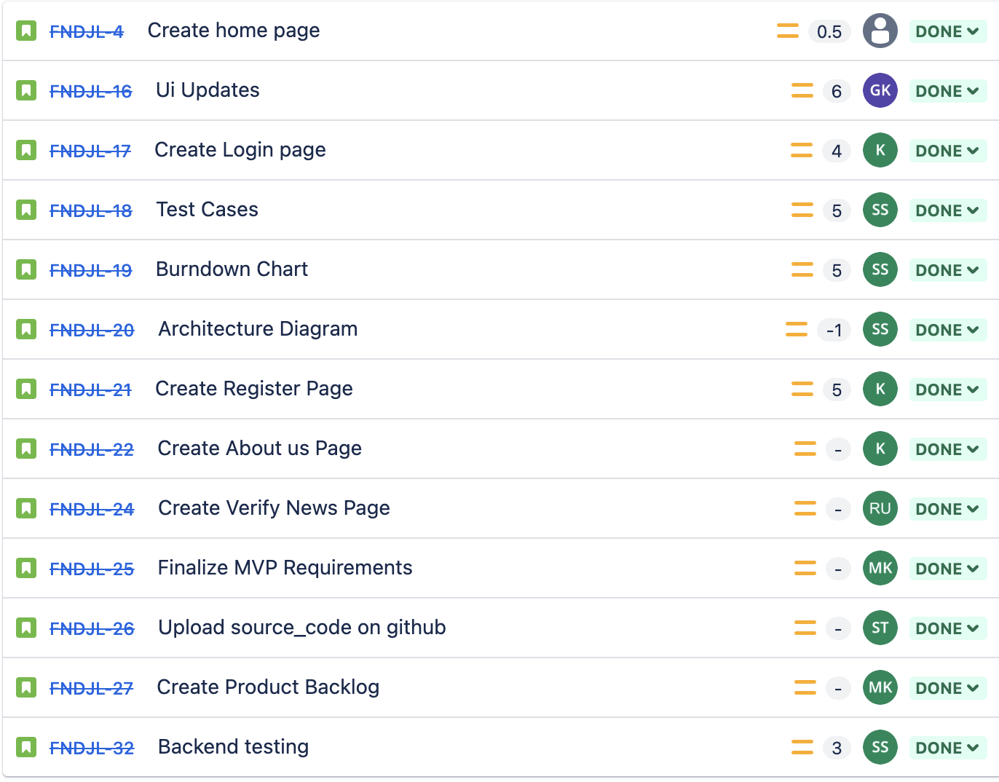 FNDJL-4 Create home page 0.5 DONE
FNDJL-16 Ui Updates 6 GK DONE
FNDJL-17 Create Login page 4 K DONE
FNDJL-18 Test Cases 5 SS DONE
FNDJL-19 Burndown Chart 5 SS DONE
FNDJL-20 Architecture Diagram -1 SS DONE
FNDJL-21 Create Register Page 5 K DONE
FNDJL-22 Create About us Page - K DONE
FNDJL-24 Create Verify News Page - RU DONE
FNDJL-25 Finalize MVP Requirements - MK DONE
FNDJL-26 Upload source_code on github - ST DONE
FNDJL-27 Create Product Backlog - MK DONE
FNDJL-32 Backend testing 3 SS DONE